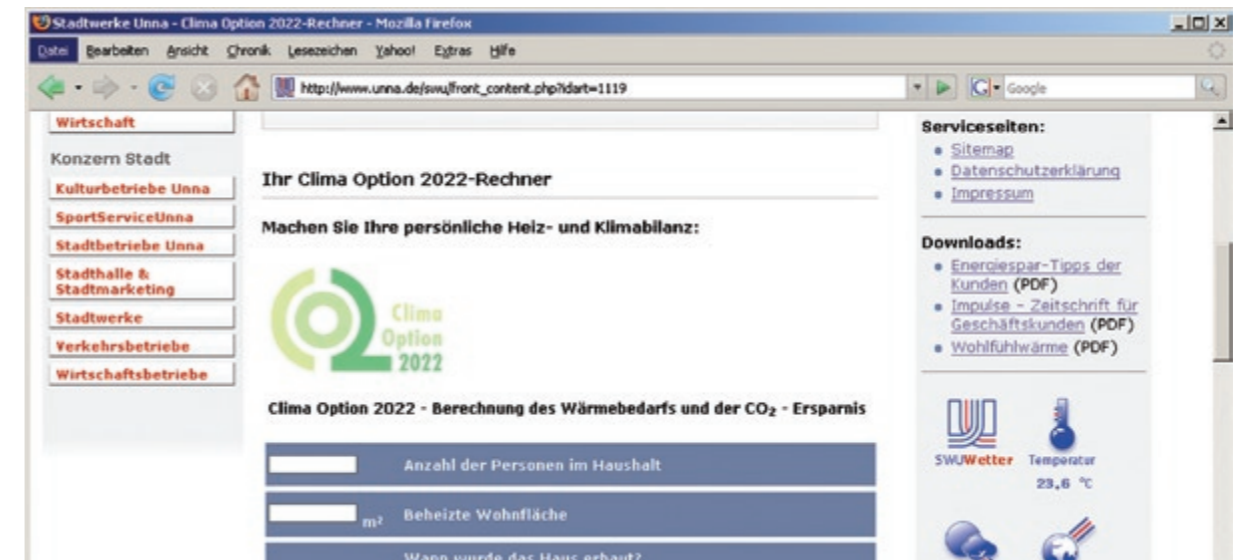 Stadtwerke Unna - Clima Option 2022-Rechner - Mozilla Firefox
Datei Bearbeiten Ansicht Chronik Lesezeichen Yahoo! Extras Hilfe
http://www.unna.de/swu/front_content.php?idart=1119
Google
Wirtschaft
Konzern Stadt
Kulturbetriebe Unna
SportServiceUnna
Stadtbetriebe Unna
Stadthalle &
Stadtmarketing
Stadtwerke
Verkehrsbetriebe
Wirtschaftsbetriebe
Ihr Clima Option 2022-Rechner
Machen Sie Ihre persönliche Heiz- und Klimabilanz:
Clima
Option
2022
Clima Option 2022 - Berechnung des Wärmebedarfs und der CO₂ - Ersparnis
Anzahl der Personen im Haushalt
m² Beheizte Wohnfläche
Wann wurde das Haus erbaut?
Serviceseiten:
Sitemap
Datenschutzerklärung
Impressum
Downloads:
Energiespar-Tipps der
Kunden (PDF)
Impulse - Zeitschrift für
Geschäftskunden (PDF)
Wohlfühlwärme (PDF)
SWUWetter Temperatur
23,6 °C